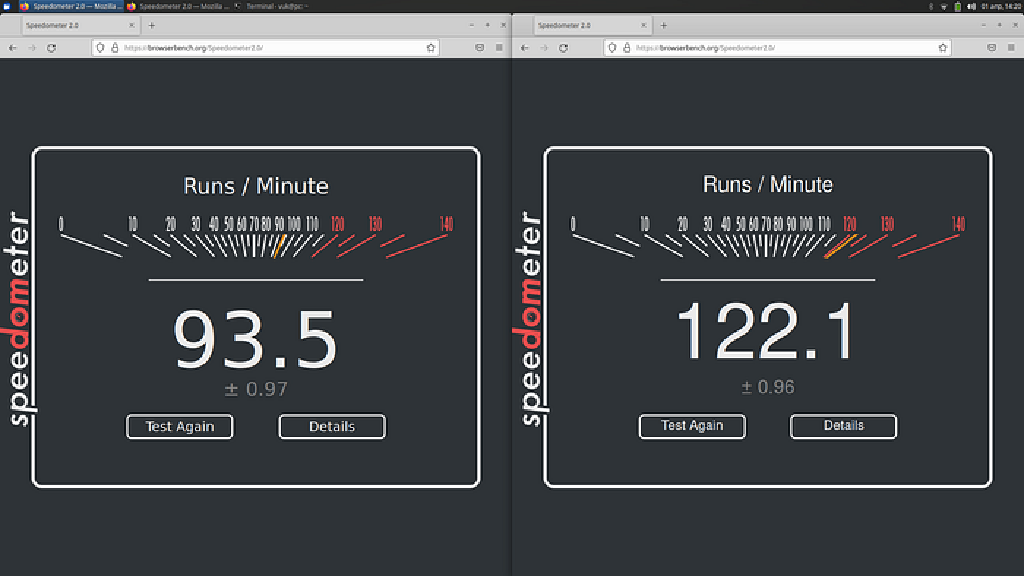 Speedometer 2.0 — Mozilla ...
Speedometer 2.0 — Mozilla ...
Terminal - vuk@pc: ~
01 апр, 14:20
Speedometer 2.0
https://browserbench.org/Speedometer2.0/
Runs / Minute
0 10 20 30 40 50 60 70 80 90 100 110 120 130 140
93.5
± 0.97
Test Again
Details
speedometer
Speedometer 2.0
https://browserbench.org/Speedometer2.0/
Runs / Minute
0 10 20 30 40 50 60 70 80 90 100 110 120 130 140
122.1
± 0.96
Test Again
Details
speedometer